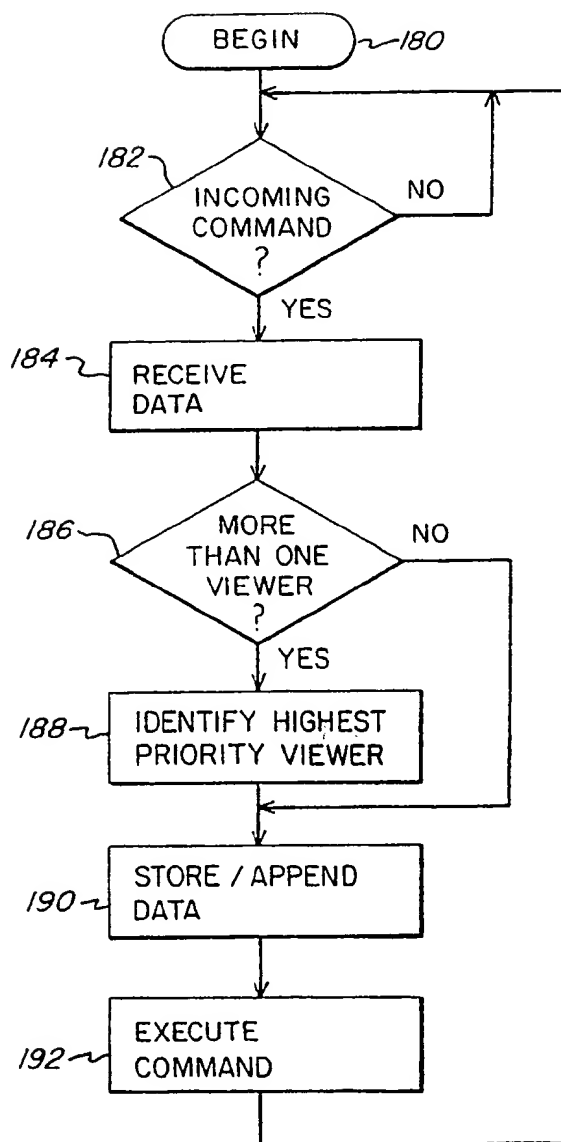 BEGIN
180
182
INCOMING
COMMAND
?
NO
YES
184
RECEIVE
DATA
186
MORE
THAN ONE
VIEWER
?
NO
YES
188
IDENTIFY HIGHEST
PRIORITY VIEWER
190
STORE / APPEND
DATA
192
EXECUTE
COMMAND